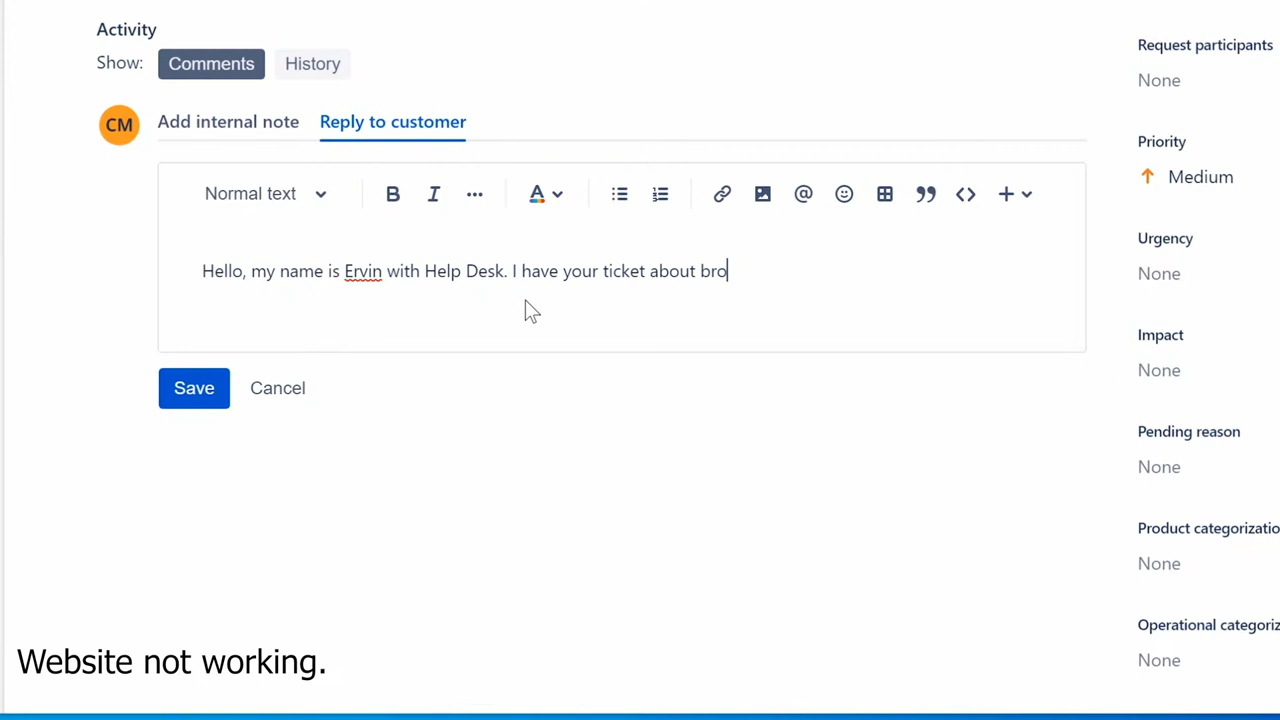 Activity
Show: Comments History
CM Add internal note Reply to customer
Normal text B I ... A @ +
Hello, my name is Ervin with Help Desk. I have your ticket about bro
Save Cancel
Website not working.
Request participants
None
Priority
Medium
Urgency
None
Impact
None
Pending reason
None
Product categorizatio
None
Operational categoriz
None